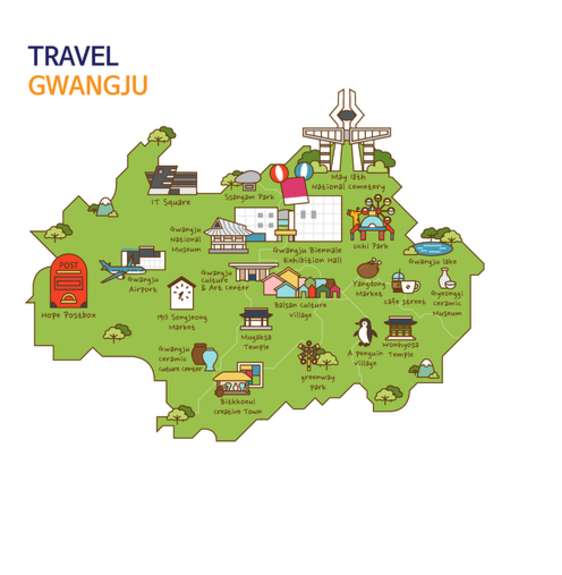 TRAVEL
GWANGJU
May 18th
National cemetery
IT Square
Ssangam Park
Gwangju
National
Museum
Gwangju Biennale
Exhibition Hall
Uchi Park
Gwangju lake
Gwangju
Airport
Gwangju
Culture
& Art center
Balsan culture
village
Yangdong
Market
cafe street
Gyeonggi
ceramic
Museum
Hope Postbox
POST
1913 Songjeong
Market
Mugaksa
Temple
A penguin
village
Wonhyosa
Temple
Gwangju
ceramic
culture center
greenway
park
Creative Town